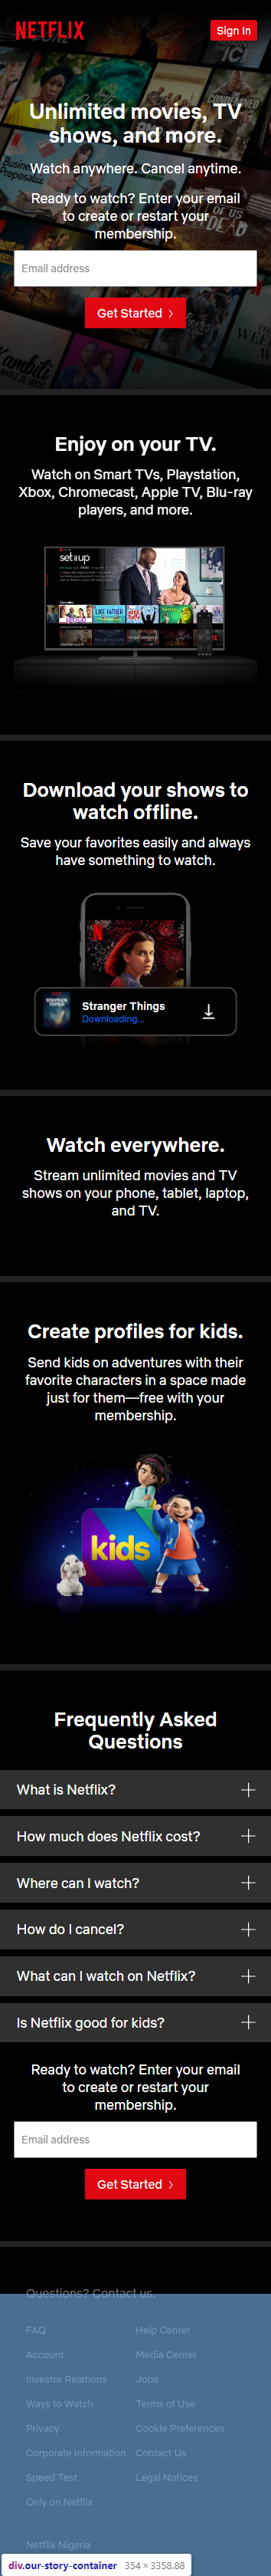 NETFLIX
Sign In
Unlimited movies, TV
shows, and more.
Watch anywhere. Cancel anytime.
Ready to watch? Enter your email
to create or restart your
membership.
Email address
Get Started >
Enjoy on your TV.
Watch on Smart TVs, Playstation,
Xbox, Chromecast, Apple TV, Blu-ray
players, and more.
set it up
Download your shows to
watch offline.
Save your favorites easily and always
have something to watch.
Stranger Things
Downloading...
Watch everywhere.
Stream unlimited movies and TV
shows on your phone, tablet, laptop,
and TV.
Create profiles for kids.
Send kids on adventures with their
favorite characters in a space made
just for them—free with your
membership.
kids
Frequently Asked
Questions
What is Netflix?
How much does Netflix cost?
Where can I watch?
How do I cancel?
What can I watch on Netflix?
Is Netflix good for kids?
Ready to watch? Enter your email
to create or restart your
membership.
Email address
Get Started >
Questions? Contact us.
FAQ
Help Center
Account
Media Center
Investor Relations
Jobs
Ways to Watch
Terms of Use
Privacy
Cookie Preferences
Corporate Information
Contact Us
Speed Test
Legal Notices
Only on Netflix
Netflix Nigeria
div.our-story-container 354 × 3358.88